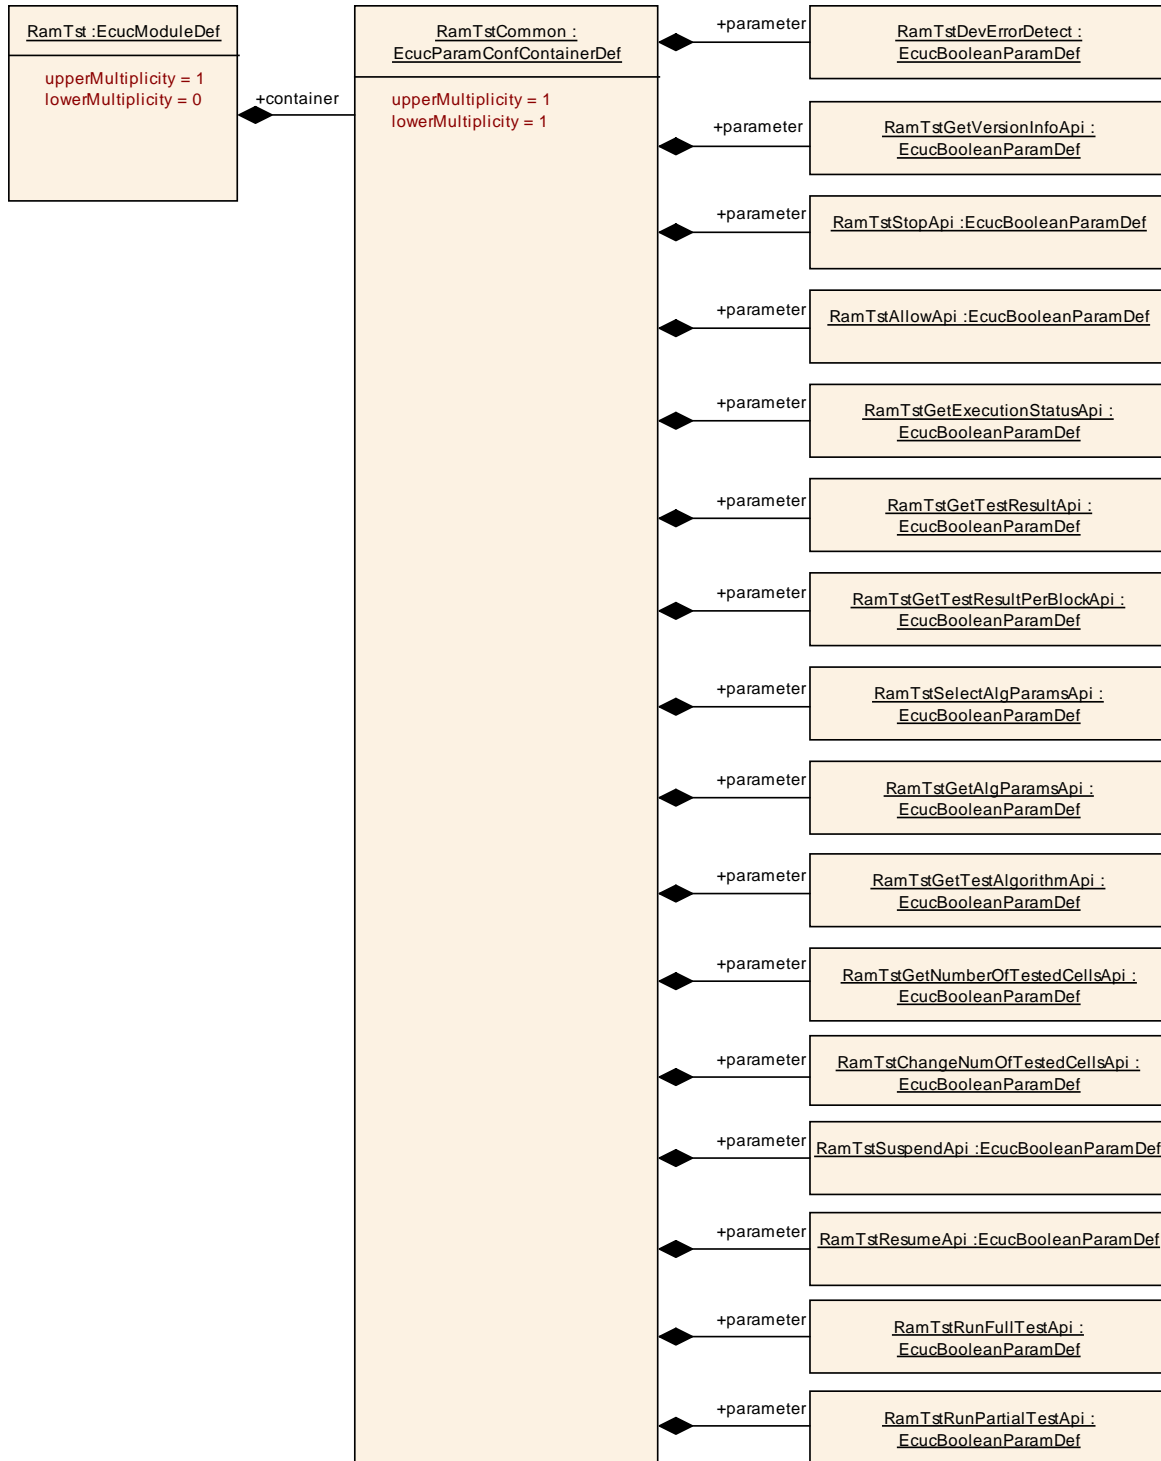 RamTst :EcucModuleDef
upperMultiplicity = 1
lowerMultiplicity = 0
+container
RamTstCommon :
EcucParamConfContainerDef
upperMultiplicity = 1
lowerMultiplicity = 1
+parameter
RamTstDevErrorDetect :
EcucBooleanParamDef
+parameter
RamTstGetVersionInfoApi :
EcucBooleanParamDef
+parameter
RamTstStopApi :EcucBooleanParamDef
+parameter
RamTstAllowApi :EcucBooleanParamDef
+parameter
RamTstGetExecutionStatusApi :
EcucBooleanParamDef
+parameter
RamTstGetTestResultApi :
EcucBooleanParamDef
+parameter
RamTstGetTestResultPerBlockApi :
EcucBooleanParamDef
+parameter
RamTstSelectAlgParamsApi :
EcucBooleanParamDef
+parameter
RamTstGetAlgParamsApi :
EcucBooleanParamDef
+parameter
RamTstGetTestAlgorithmApi :
EcucBooleanParamDef
+parameter
RamTstGetNumberOfTestedCellsApi :
EcucBooleanParamDef
+parameter
RamTstChangeNumOfTestedCellsApi :
EcucBooleanParamDef
+parameter
RamTstSuspendApi :EcucBooleanParamDef
+parameter
RamTstResumeApi :EcucBooleanParamDef
+parameter
RamTstRunFullTestApi :
EcucBooleanParamDef
+parameter
RamTstRunPartialTestApi :
EcucBooleanParamDef